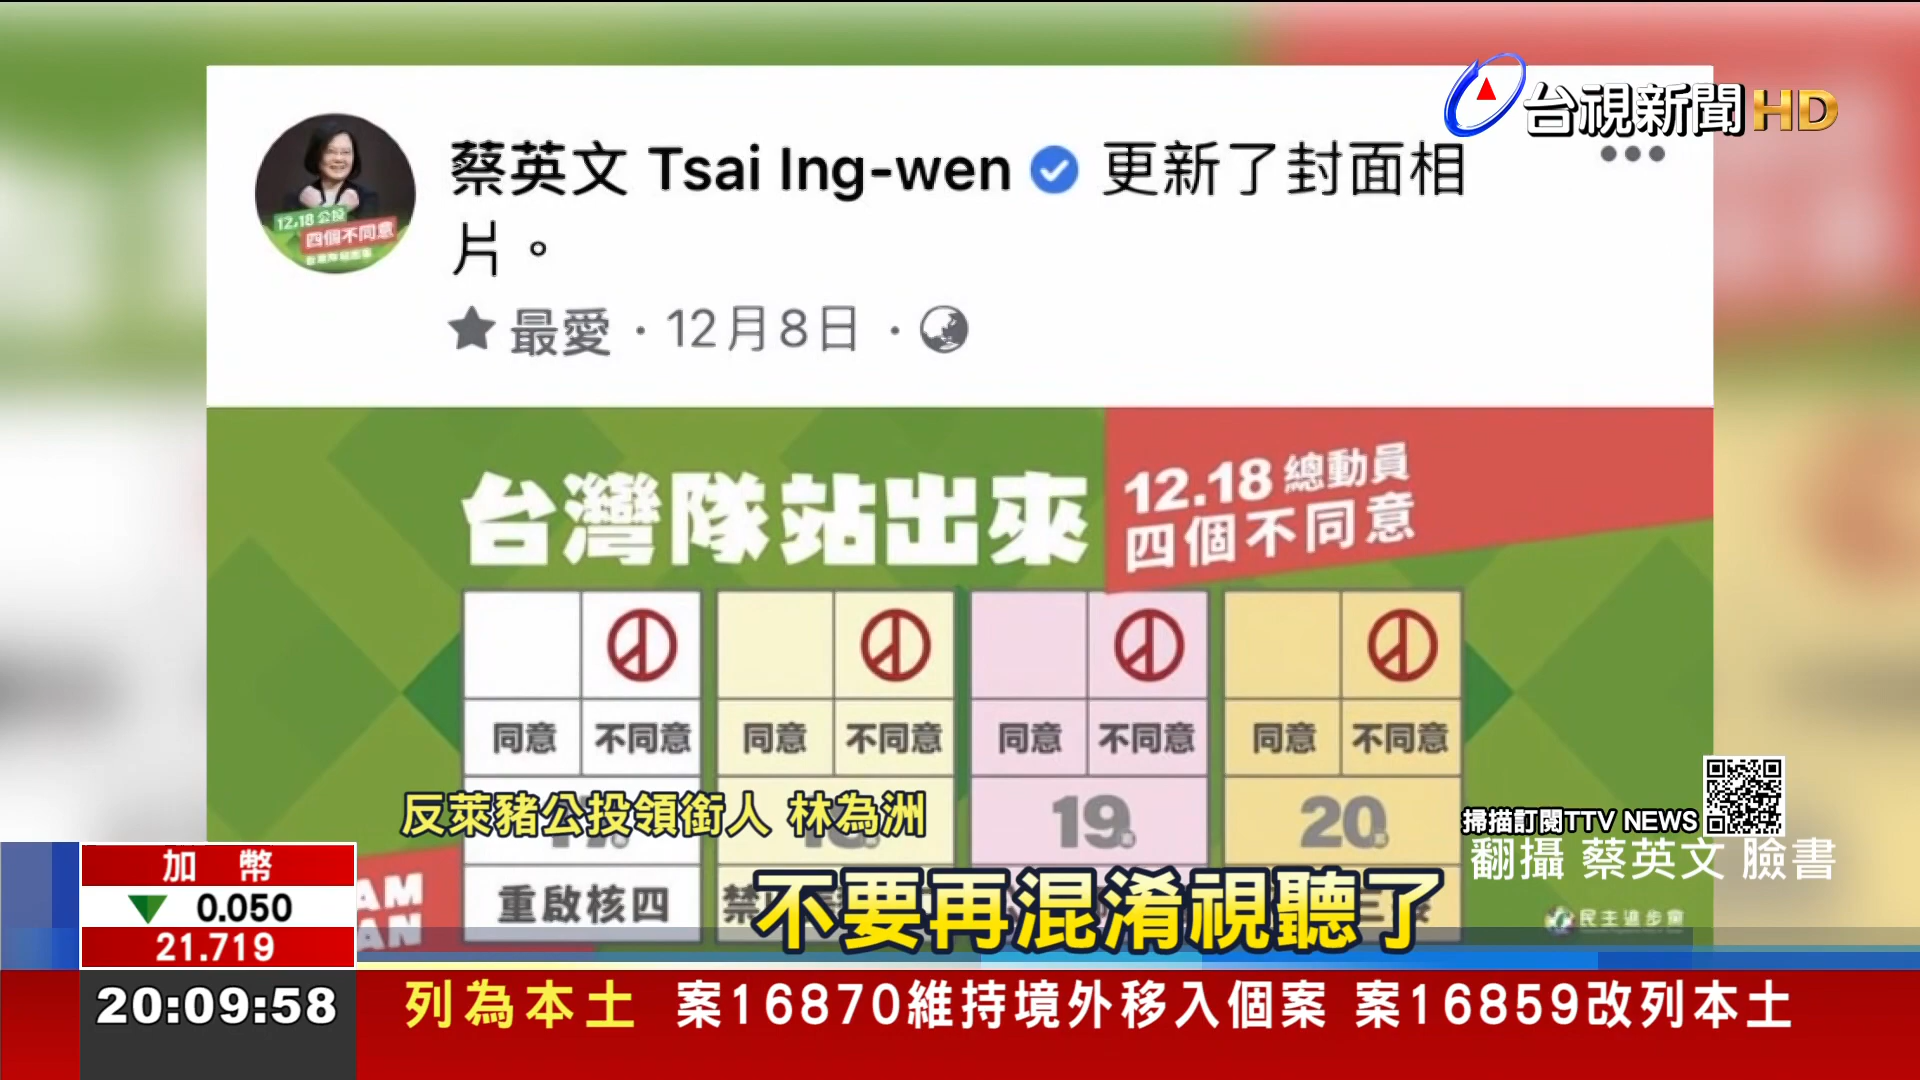 台視新聞HD
蔡英文 Tsai Ing-wen 更新了封面相
片。
12.18公投
四個不同意
最愛 · 12月8日 ·
台灣隊站出來
12.18 總動員
四個不同意
同意 不同意 同意 不同意 同意 不同意 同意 不同意
19
20
重啟核四
反萊豬公投領銜人 林為洲
不要再混淆視聽了
掃描訂閱TTV NEWS
翻攝 蔡英文 臉書
民主進步黨
加 幣
0.050
21.719
20:09:58
列為本土 案16870維持境外移入個案 案16859改列本土